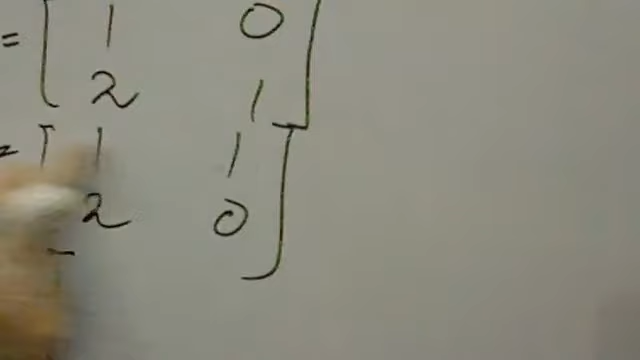 = [ 1 0 ]
2 1
= [ 1 1 ]
2 0